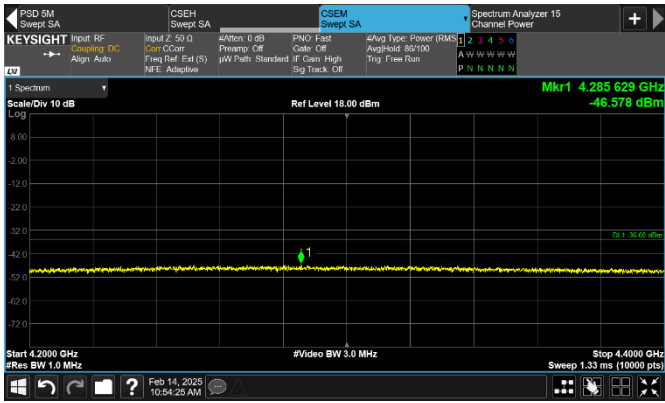 PSD 5M
Swept SA
CSEH
Swept SA
CSEM
Swept SA
Spectrum Analyzer 15
Channel Power
+
KEYSIGHT
Input: RF
Coupling: DC
Align: Auto
Input Z: 50 Ω
Corr CCorr
Freq Ref: Ext (S)
NFE: Adaptive
#Atten: 0 dB
Preamp: Off
µW Path: Standard
PNO: Fast
Gate: Off
IF Gain: High
Sig Track: Off
#Avg Type: Power (RMS)
Avg|Hold: 86/100
Trig: Free Run
1 2 3 4 5 6
A W W W W W
P N N N N N
LXI
1 Spectrum
Scale/Div 10 dB
Log
Ref Level 18.00 dBm
Mkr1 4.285 629 GHz
-46.578 dBm
8.00
-2.00
-12.0
-22.0
-32.0
DL1 -36.00 dBm
-42.0
1
-52.0
-62.0
-72.0
Start 4.2000 GHz
#Res BW 1.0 MHz
#Video BW 3.0 MHz
Stop 4.4000 GHz
Sweep 1.33 ms (10000 pts)
?
Feb 14, 2025
10:54:25 AM